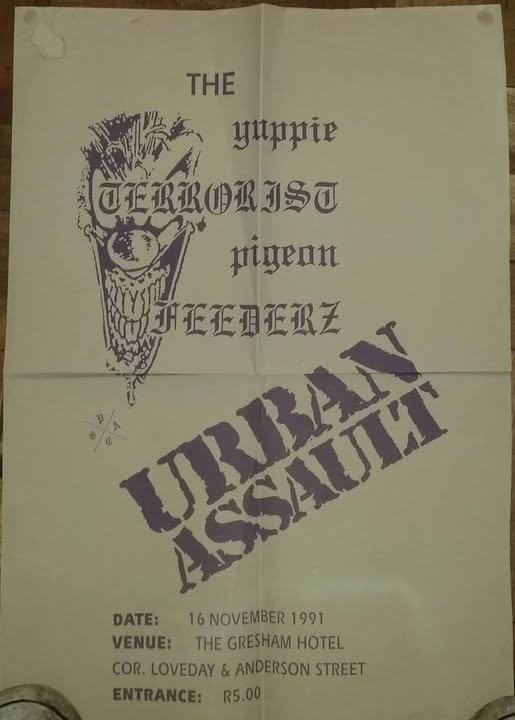 THE
yuppie
TERRORIST
pigeon
FEEDERZ
URBAN
ASSAULT
DATE: 16 NOVEMBER 1991
VENUE: THE GRESHAM HOTEL
COR. LOVEDAY & ANDERSON STREET
ENTRANCE: R5.00